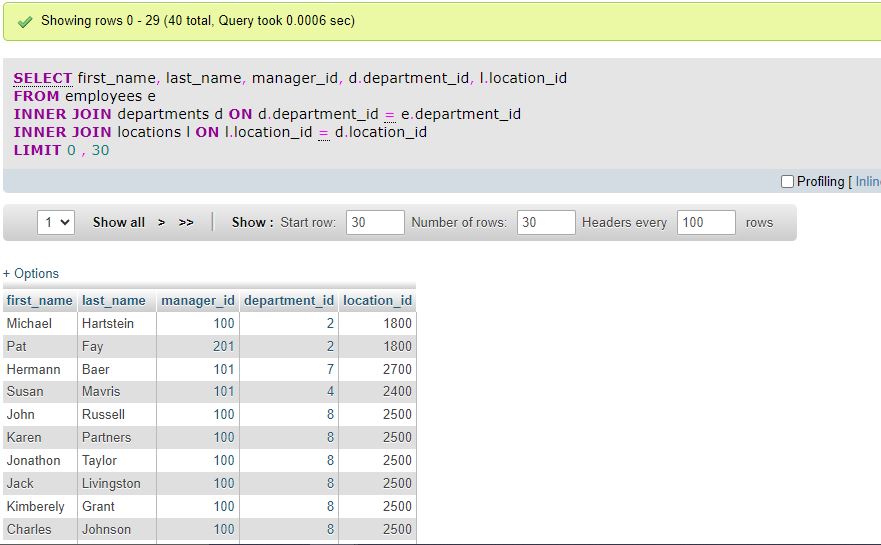 Showing rows 0 - 29 (40 total, Query took 0.0006 sec)
SELECT first_name, last_name, manager_id, d.department_id, l.location_id
FROM employees e
INNER JOIN departments d ON d.department_id = e.department_id
INNER JOIN locations l ON l.location_id = d.location_id
LIMIT 0 , 30
Profiling [ Inlin
1 Show all > >> Show : Start row: 30 Number of rows: 30 Headers every 100 rows
+ Options
first_name last_name manager_id department_id location_id
Michael Hartstein 100 2 1800
Pat Fay 201 2 1800
Hermann Baer 101 7 2700
Susan Mavris 101 4 2400
John Russell 100 8 2500
Karen Partners 100 8 2500
Jonathon Taylor 100 8 2500
Jack Livingston 100 8 2500
Kimberely Grant 100 8 2500
Charles Johnson 100 8 2500